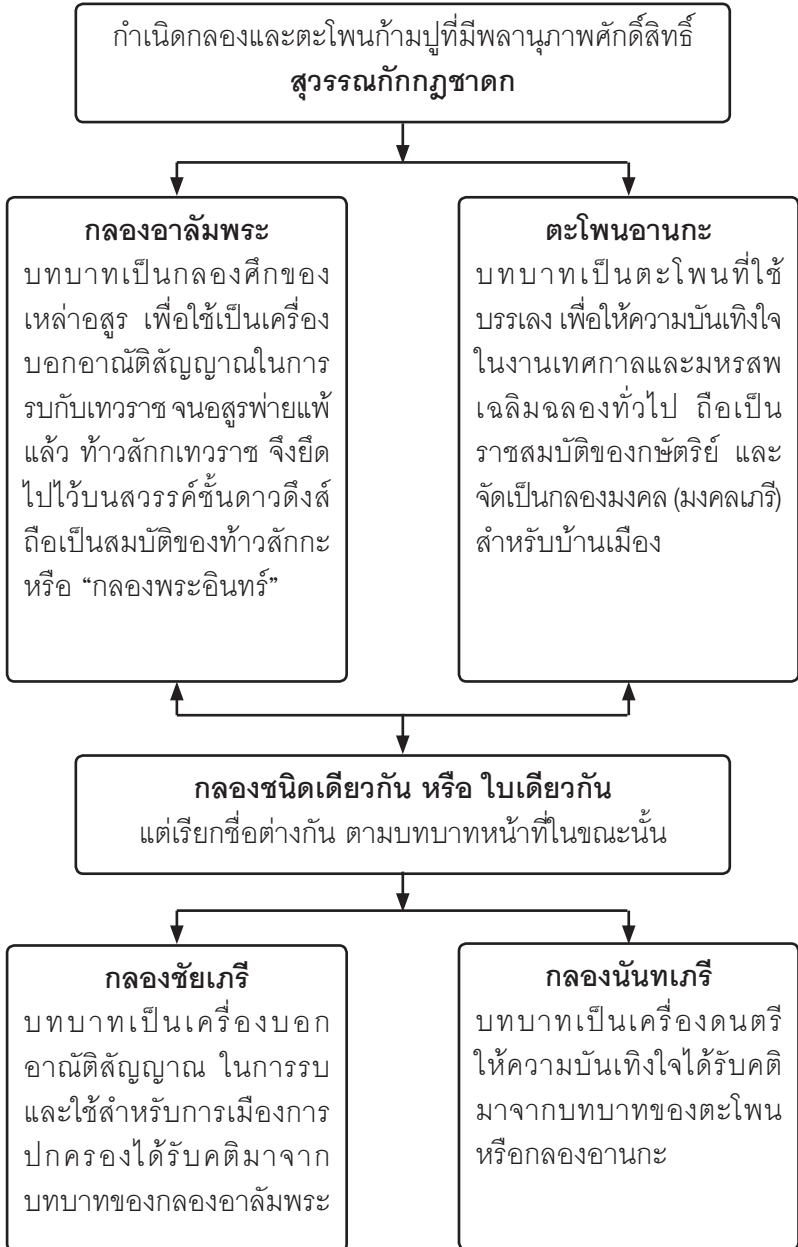 กำเนิดกลองและตะโพนก้ามปูที่มีพลานุภาพศักดิ์สิทธิ์
สุวรรณกักกฏชาดก
กลองอาลัมพระ
บทบาทเป็นกลองศึกของ
เหล่าอสูร เพื่อใช้เป็นเครื่อง
บอกอาณัติสัญญาณในการ
รบกับเทวราช จนอสูรพ่ายแพ้
แล้ว ท้าวสักกเทวราช จึงยึด
ไปไว้บนสวรรค์ชั้นดาวดึงส์
ถือเป็นสมบัติของท้าวสักกะ
หรือ “กลองพระอินทร์”
ตะโพนอานกะ
บทบาทเป็นตะโพนที่ใช้
บรรเลง เพื่อให้ความบันเทิงใจ
ในงานเทศกาลและมหรสพ
เฉลิมฉลองทั่วไป ถือเป็น
ราชสมบัติของกษัตริย์ และ
จัดเป็นกลองมงคล (มงคลเภรี)
สำหรับบ้านเมือง
กลองชนิดเดียวกัน หรือ ใบเดียวกัน
แต่เรียกชื่อต่างกัน ตามบทบาทหน้าที่ในขณะนั้น
กลองชัยเภรี
บทบาทเป็นเครื่องบอก
อาณัติสัญญาณ ในการรบ
และใช้สำหรับการเมืองการ
ปกครองได้รับคติมาจาก
บทบาทของกลองอาลัมพระ
กลองนันทเภรี
บทบาทเป็นเครื่องดนตรี
ให้ความบันเทิงใจได้รับคติ
มาจากบทบาทของตะโพน
หรือกลองอานกะ